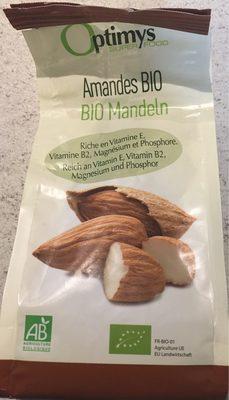 Optimys
SUPER FOOD
Amandes BIO
BIO Mandeln
Riche en Vitamine E,
Vitamine B2, Magnésium et Phosphore.
Reich an Vitamin E, Vitamin B2,
Magnesium und Phosphor
AB
AGRICULTURE
BIOLOGIQUE
FR-BIO-01
Agriculture UE
EU Landwirtschaft